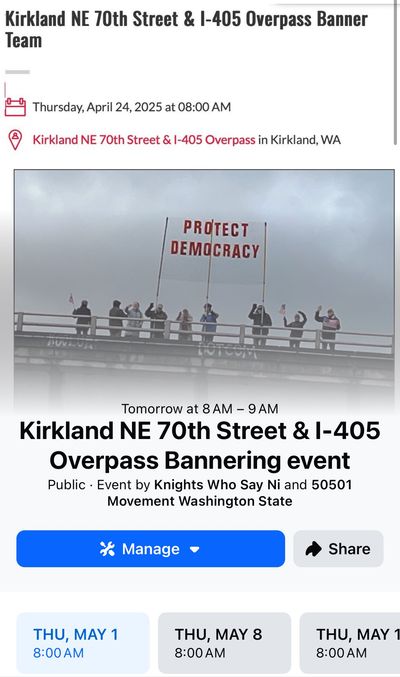 Kirkland NE 70th Street & I-405 Overpass Banner
Team
Thursday, April 24, 2025 at 08:00 AM
Kirkland NE 70th Street & I-405 Overpass in Kirkland, WA
PROTECT
DEMOCRACY
Tomorrow at 8 AM – 9 AM
Kirkland NE 70th Street & I-405
Overpass Bannering event
Public · Event by Knights Who Say Ni and 50501
Movement Washington State
Manage
Share
THU, MAY 1
THU, MAY 8
THU, MAY 1
8:00 AM
8:00 AM
8:00 AM